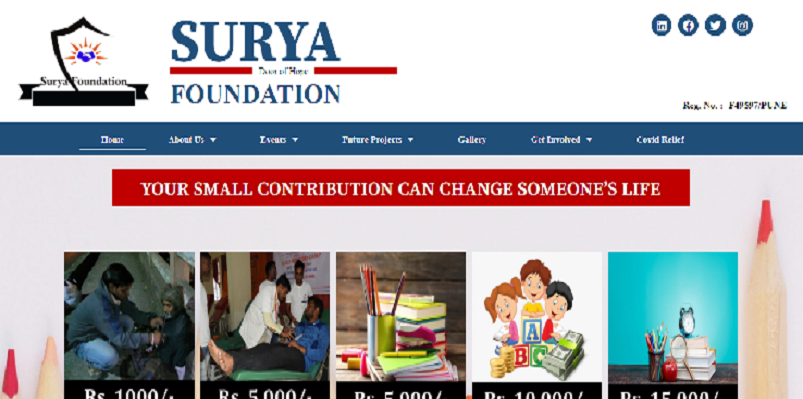 Surya Foundation
SURYA
Dawn of Hope
FOUNDATION
Reg. No. : F49597/PUNE
Home
About Us
Events
Future Projects
Gallery
Get Involved
Covid Relief
YOUR SMALL CONTRIBUTION CAN CHANGE SOMEONE'S LIFE
A
B
C
Rs. 1000/-
Rs. 5,000/-
Rs. 5,000/-
Rs. 10,000/-
Rs. 15,000/-